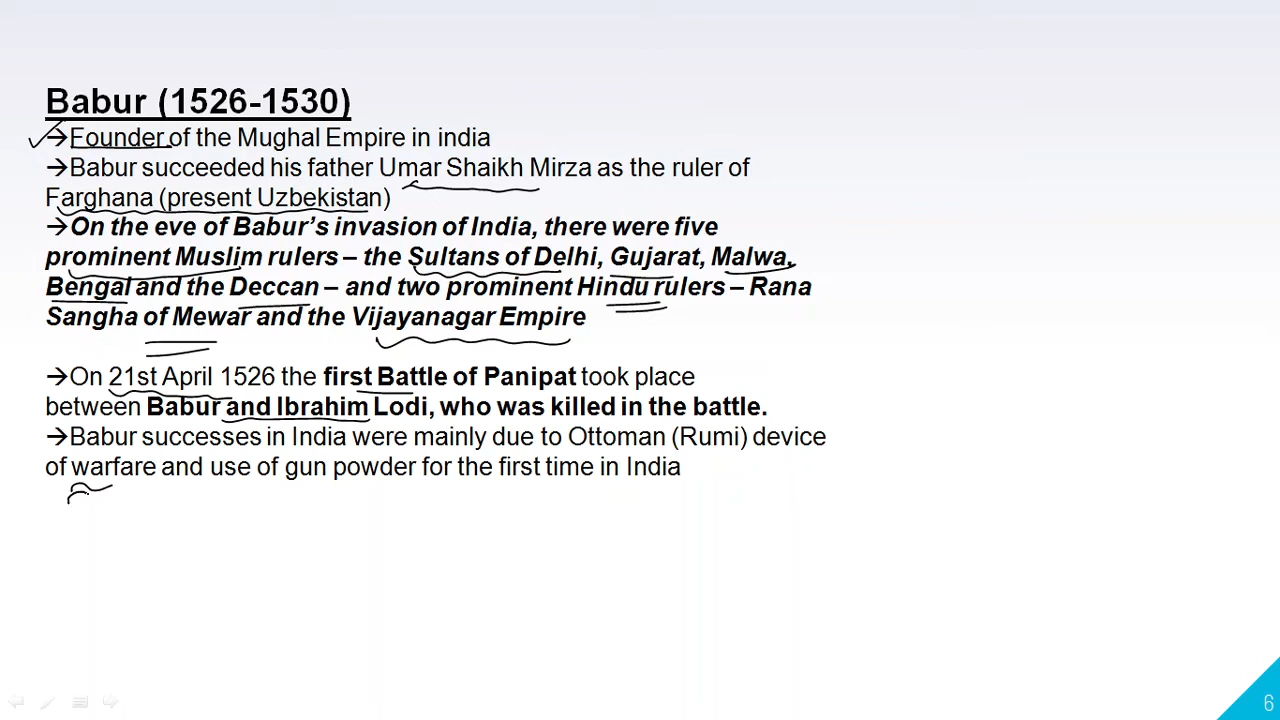 Babur (1526-1530)
→Founder of the Mughal Empire in india
→Babur succeeded his father Umar Shaikh Mirza as the ruler of
Farghana (present Uzbekistan)
→On the eve of Babur’s invasion of India, there were five
prominent Muslim rulers – the Sultans of Delhi, Gujarat, Malwa,
Bengal and the Deccan – and two prominent Hindu rulers – Rana
Sangha of Mewar and the Vijayanagar Empire
→On 21st April 1526 the first Battle of Panipat took place
between Babur and Ibrahim Lodi, who was killed in the battle.
→Babur successes in India were mainly due to Ottoman (Rumi) device
of warfare and use of gun powder for the first time in India
6